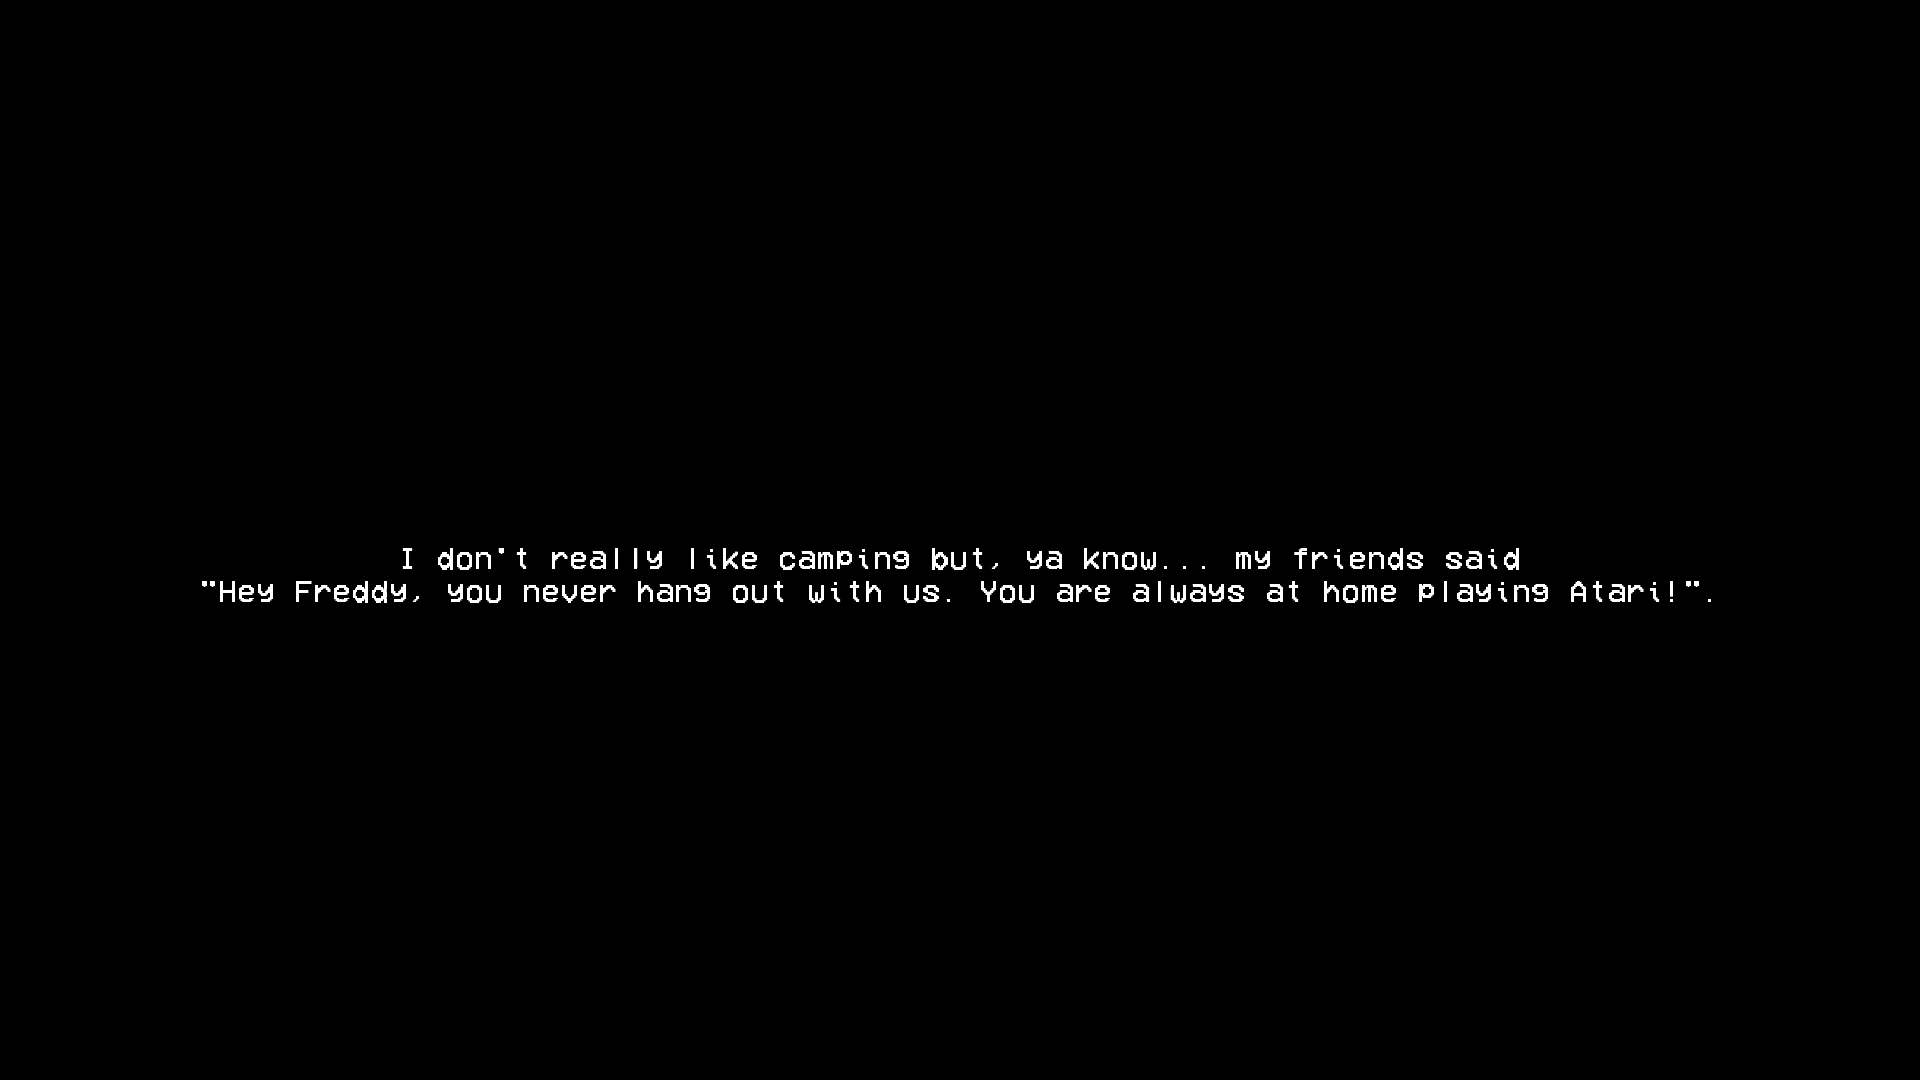 I don't really like camping but, ya know... my friends said
"Hey Freddy, you never hang out with us. You are always at home playing Atari!".